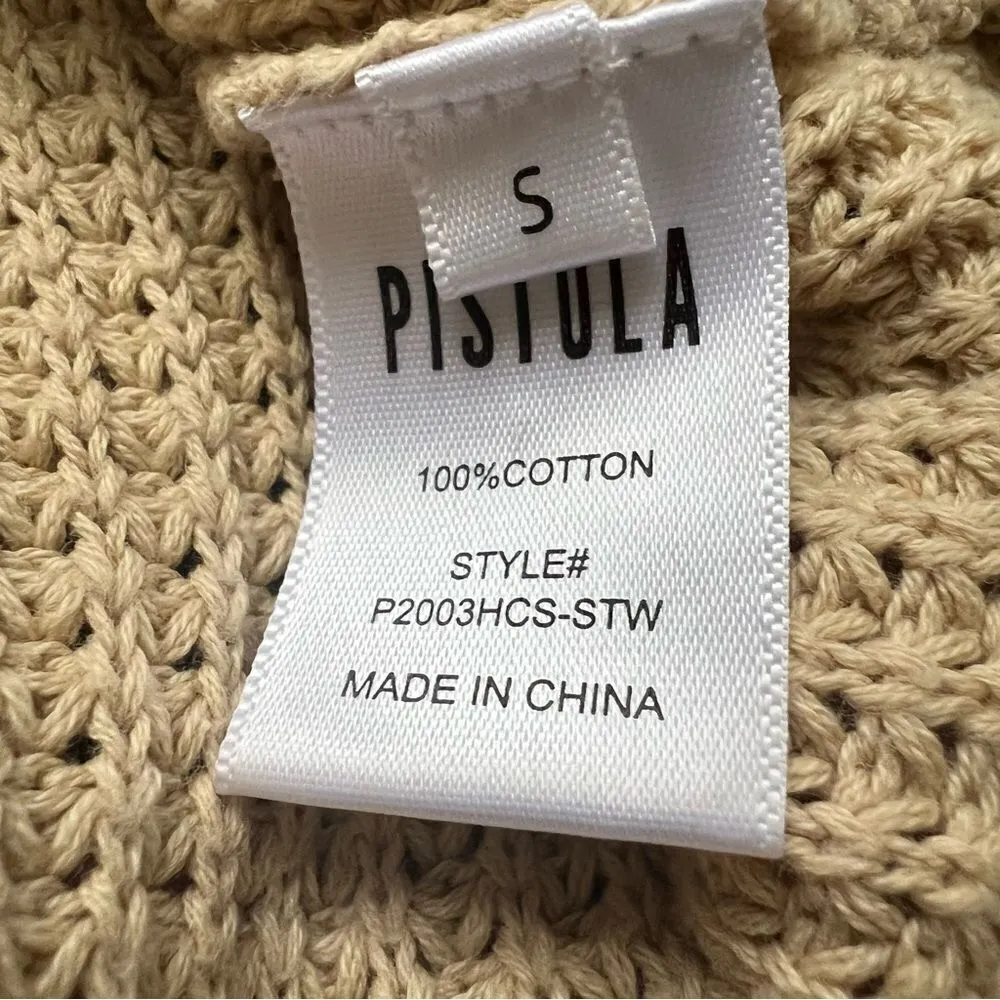 S
PISTOLA
100%COTTON
STYLE#
P2003HCS-STW
MADE IN CHINA